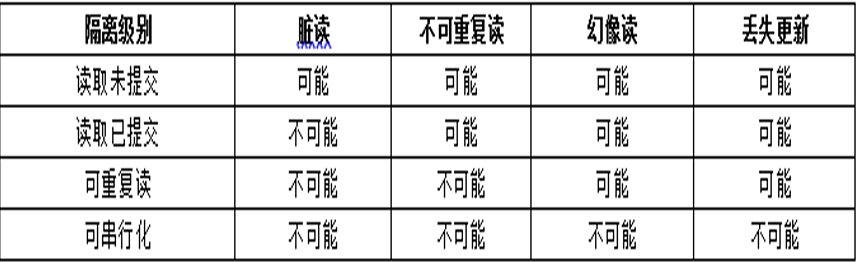 隔离级别 脏读 不可重复读 幻像读 丢失更新
读取未提交 可能 可能 可能 可能
读取已提交 不可能 可能 可能 可能
可重复读 不可能 不可能 可能 可能
可串行化 不可能 不可能 不可能 不可能